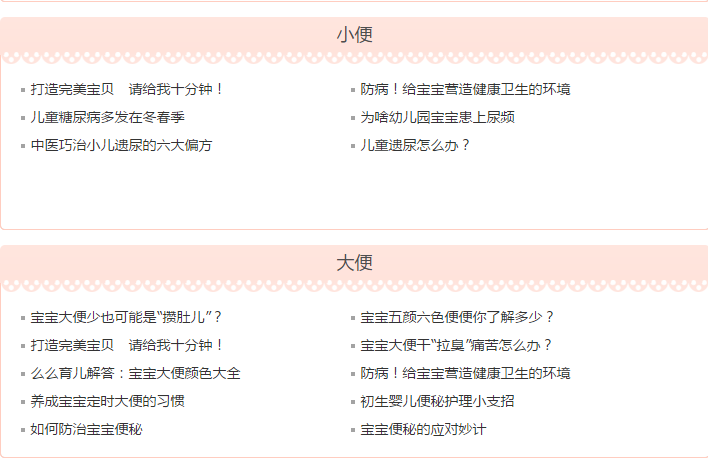 小便
打造完美宝贝　请给我十分钟！
防病！给宝宝营造健康卫生的环境
儿童糖尿病多发在冬春季
为啥幼儿园宝宝患上尿频
中医巧治小儿遗尿的六大偏方
儿童遗尿怎么办？
大便
宝宝大便少也可能是“攒肚儿”？
宝宝五颜六色便便你了解多少？
打造完美宝贝　请给我十分钟！
宝宝大便干“拉臭”痛苦怎么办？
么么育儿解答：宝宝大便颜色大全
防病！给宝宝营造健康卫生的环境
养成宝宝定时大便的习惯
初生婴儿便秘护理小支招
如何防治宝宝便秘
宝宝便秘的应对妙计